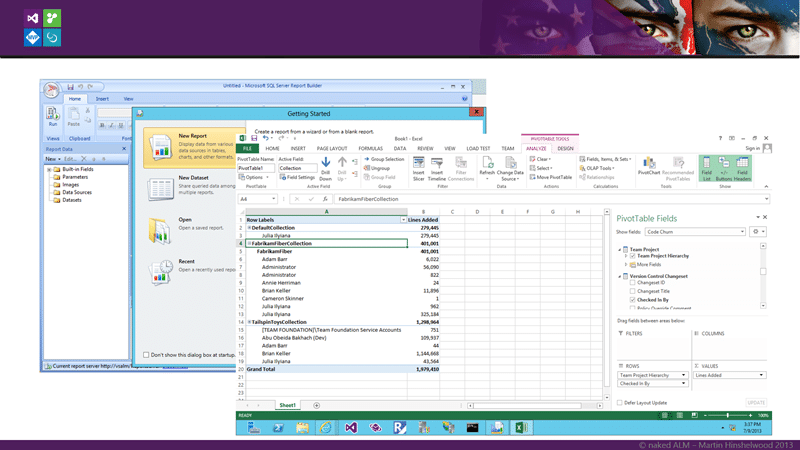 MVP
Untitled - Microsoft SQL Server Report Builder
Home Insert View
Run
Paste
Views Clipboard
Report Data
New Edit...
Built-in Fields
Parameters
Images
Data Sources
Datasets
Current report server http://vsalm/
Getting Started
Create a report from a wizard or from a blank report.
New Report
Display data from various
data sources in tables,
charts, and other formats.
New Dataset
Share queried data among
Open
Open a saved report.
Recent
Open a recently used
Don't show this dialog box at startup.
Book1 - Excel
PIVOTTABLE TOOLS
FILE HOME INSERT PAGE LAYOUT FORMULAS DATA REVIEW VIEW LOAD TEST TEAM ANALYZE DESIGN
Sign in
PivotTable Name:
PivotTable1
Options
PivotTable
Active Field:
Collection
Field Settings
Drill Down
Drill Up
Active Field
Group Selection
Ungroup
Group Field
Group
Insert Slicer
Insert Timeline
Filter Connections
Filter
Refresh
Change Data Source
Data
Clear
Select
Move PivotTable
Actions
Fields, Items, & Sets
OLAP Tools
Relationships
Calculations
PivotChart
Recommended PivotTables
Tools
Field List
+/- Buttons
Field Headers
Show
A4
FabrikamFiberCollection
A B C D E F G H
1 Row Labels Lines Added
2 DefaultCollection 279,445
3 Julia Ilyiana 279,445
4 FabrikamFiberCollection 401,001
5 FabrikamFiber 401,001
6 Adam Barr 6,022
7 Administrator 56,090
8 Administrator 822
9 Annie Herriman 24
10 Brian Keller 11,896
11 Cameron Skinner 1
12 Julia Ilyiana 962
13 Julia Ilyiana 325,184
14 TailspinToysCollection 1,298,964
15 [TEAM FOUNDATION]\Team Foundation Service Accounts 751
16 Abu Obeida Bakhach (Dev) 109,937
17 Adam Barr 44
18 Brian Keller 1,144,668
19 Julia Ilyiana 43,564
20 Grand Total 1,979,410
21
22
23
24
PivotTable Fields
Show fields: Code Churn
Team Project
Team Project Hierarchy
More Fields
Version Control Changeset
Changeset ID
Changeset Title
Checked In By
Policy Override Comment
Drag fields between areas below:
FILTERS
COLUMNS
ROWS
VALUES
Team Project Hierarchy
Lines Added
Checked In By
Defer Layout Update
UPDATE
Sheet1
READY
100%
3:37 PM
7/9/2013
© naked ALM – Martin Hinshelwood 2013